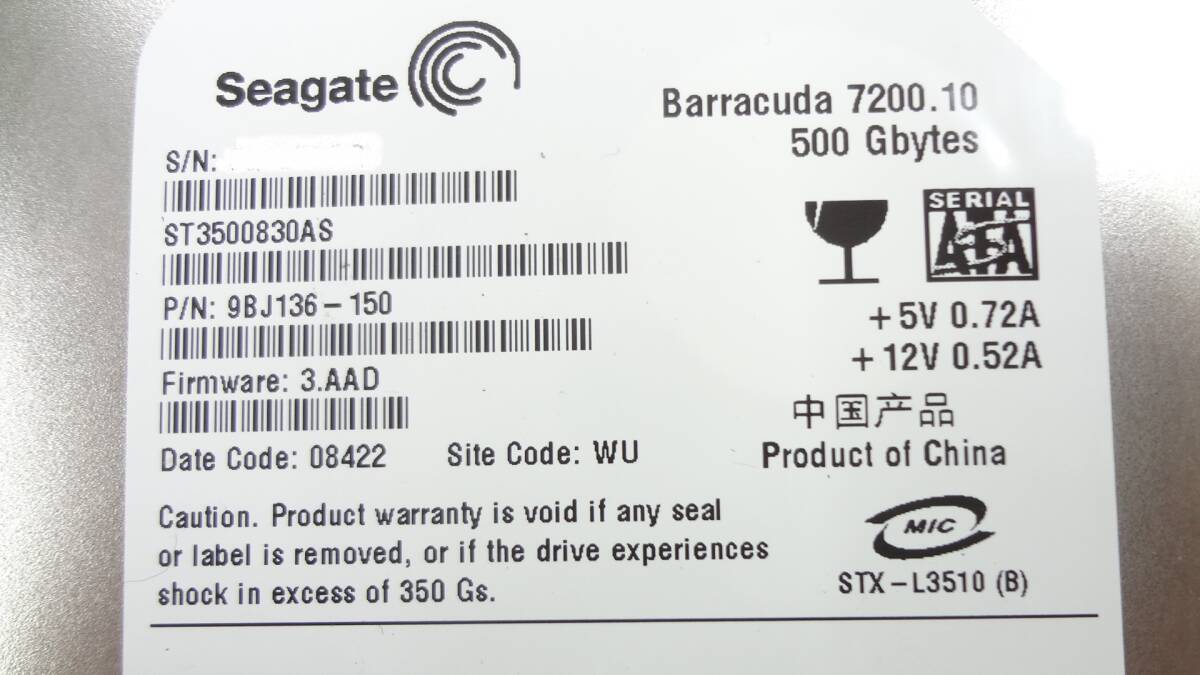 Seagate
Barracuda 7200.10
500 Gbytes
S/N:
ST3500830AS
SERIAL
ATA
P/N: 9BJ136-150
+5V 0.72A
+12V 0.52A
Firmware: 3.AAD
中国产品
Date Code: 08422 Site Code: WU
Product of China
Caution. Product warranty is void if any seal
or label is removed, or if the drive experiences
shock in excess of 350 Gs.
MIC
STX-L3510 (B)